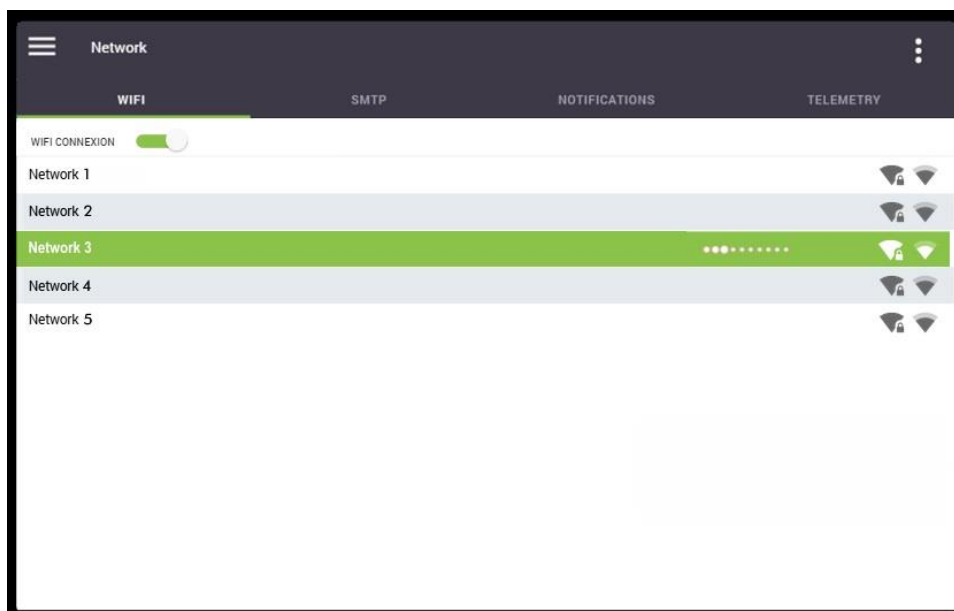 Network
WIFI SMTP NOTIFICATIONS TELEMETRY
WIFI CONNEXION
Network 1
Network 2
Network 3
Network 4
Network 5